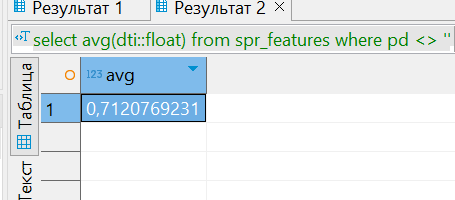 Результат 1
Результат 2
select avg(dti::float) from spr_features where pd <> ''
Таблица
123 avg
1
0,7120769231
Текст